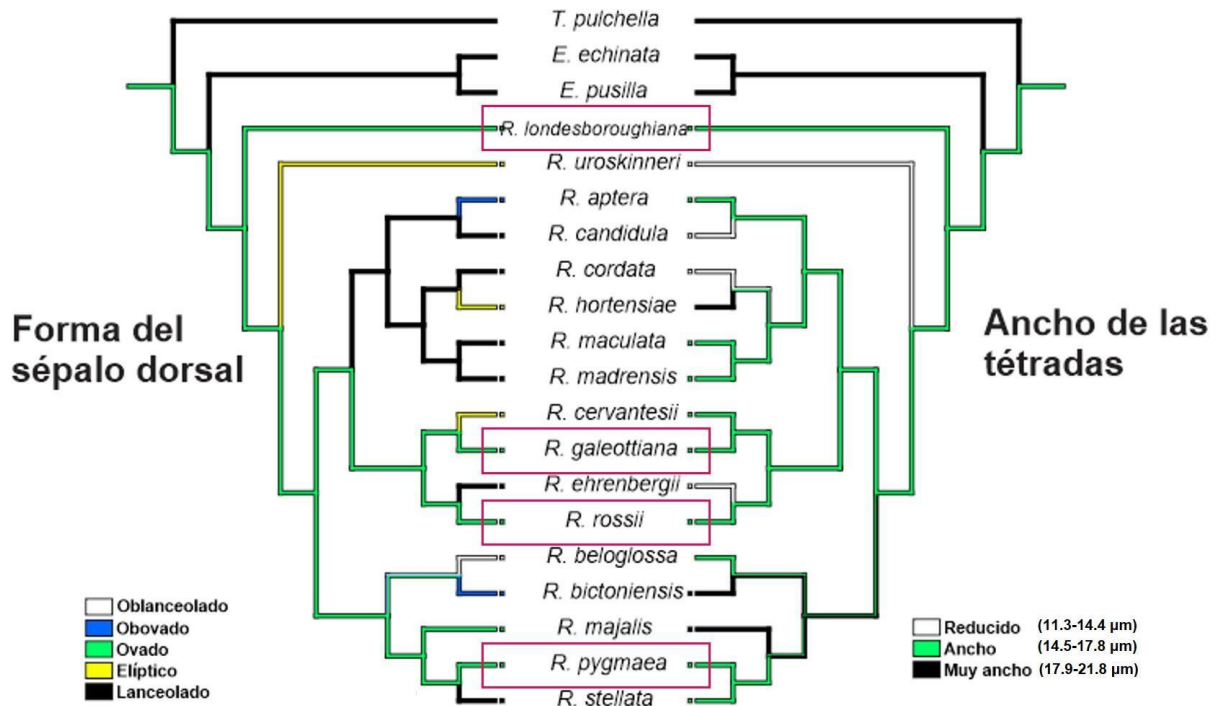 T. pulchella
E. echinata
E. pusilla
R. londesboroughiana
R. uroskinneri
R. aptera
R. candidula
R. cordata
R. hortensiae
R. maculata
R. madrensis
R. cervantesii
R. galeottiana
R. ehrenbergii
R. rossii
R. beloglossa
R. bictoniensis
R. majalis
R. pygmaea
R. stellata
Forma del
sépalo dorsal
Ancho de las
tétradas
Oblanceolado
Obovado
Ovado
Elíptico
Lanceolado
Reducido (11.3-14.4 µm)
Ancho (14.5-17.8 µm)
Muy ancho (17.9-21.8 µm)